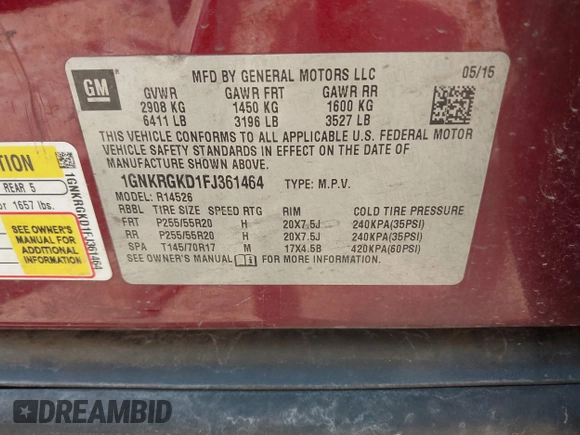 GM
MFD BY GENERAL MOTORS LLC
05/15
GVWR GAWR FRT GAWR RR
2908 KG 1450 KG 1600 KG
6411 LB 3196 LB 3527 LB
THIS VEHICLE CONFORMS TO ALL APPLICABLE U.S. FEDERAL MOTOR
VEHICLE SAFETY STANDARDS IN EFFECT ON THE DATE OF
MANUFACTURE SHOWN ABOVE.
1GNKRGKD1FJ361464 TYPE: M.P.V.
MODEL: R14526
RBBL TIRE SIZE SPEED RTG RIM COLD TIRE PRESSURE
FRT P255/55R20 H 20X7.5J 240KPA(35PSI)
RR P255/55R20 H 20X7.5J 240KPA(35PSI)
SPA T145/70R17 M 17X4.5B 420KPA(60PSI)
SEE OWNER'S MANUAL FOR MORE INFORMATION.
TION
REAR 5
or 1657 lbs.
SEE OWNER'S
MANUAL FOR
ADDITIONAL
INFORMATION
1GNKRGKD1FJ361464
DREAMBID